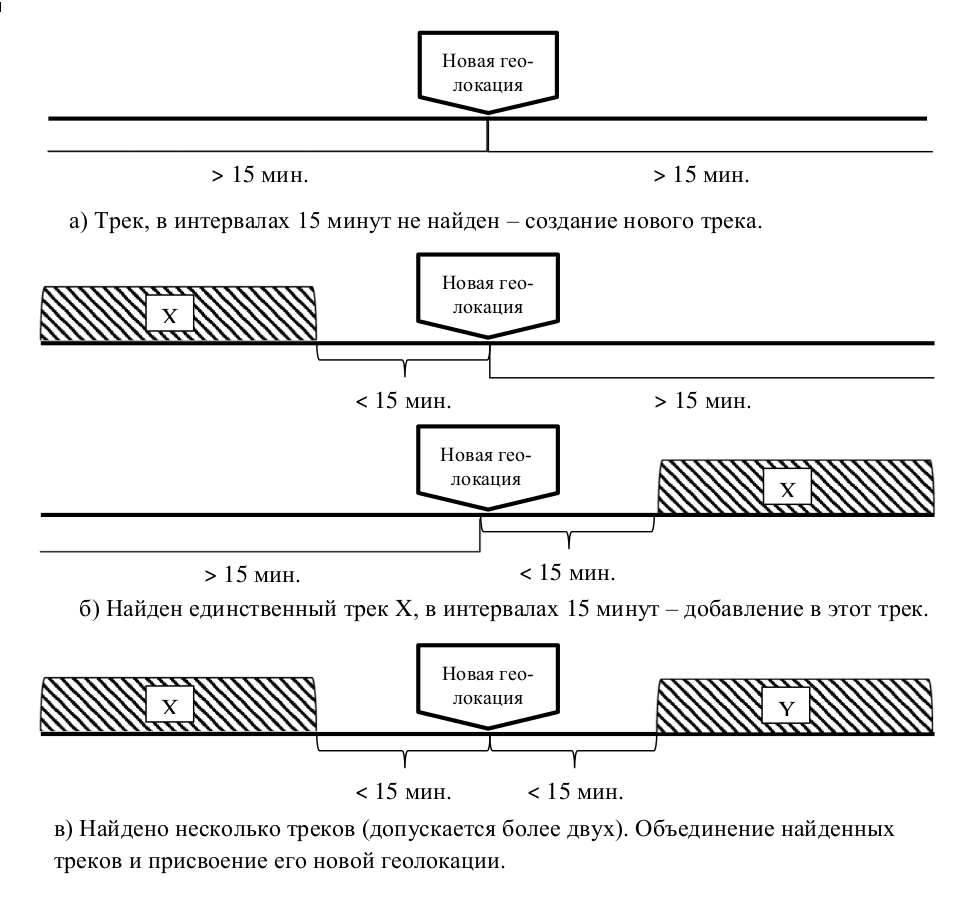 Новая гео-
локация
> 15 мин.
> 15 мин.
а) Трек, в интервалах 15 минут не найден – создание нового трека.
Новая гео-
локация
X
< 15 мин.
> 15 мин.
Новая гео-
локация
X
> 15 мин.
< 15 мин.
б) Найден единственный трек X, в интервалах 15 минут – добавление в этот трек.
Новая гео-
локация
X
Y
< 15 мин.
< 15 мин.
в) Найдено несколько треков (допускается более двух). Объединение найденных
треков и присвоение его новой геолокации.